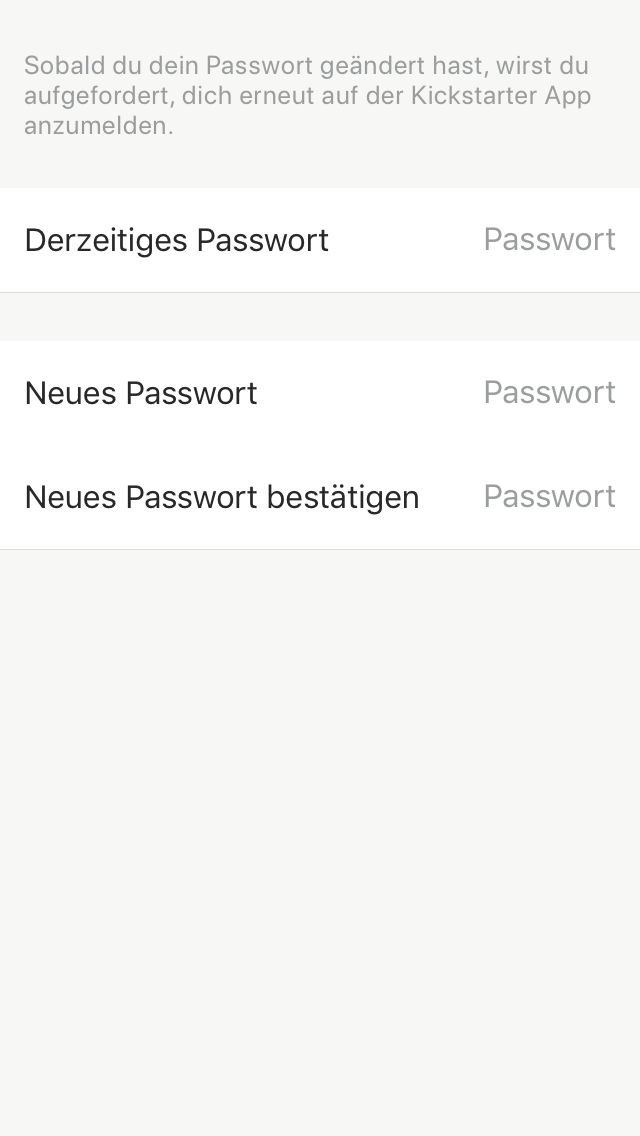 Sobald du dein Passwort geändert hast, wirst du
aufgefordert, dich erneut auf der Kickstarter App
anzumelden.
Derzeitiges Passwort Passwort
Neues Passwort Passwort
Neues Passwort bestätigen Passwort